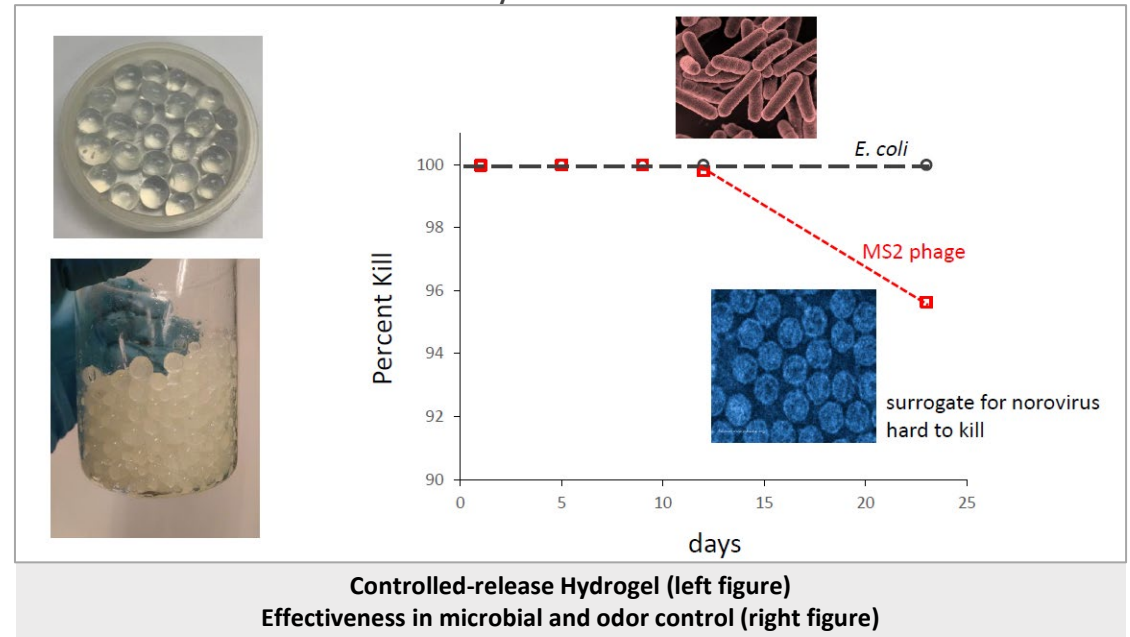 E. coli
100
98
96
94
92
90
Percent Kill
MS2 phage
surrogate for norovirus
hard to kill
0
5
10
15
20
25
days
Controlled-release Hydrogel (left figure)
Effectiveness in microbial and odor control (right figure)